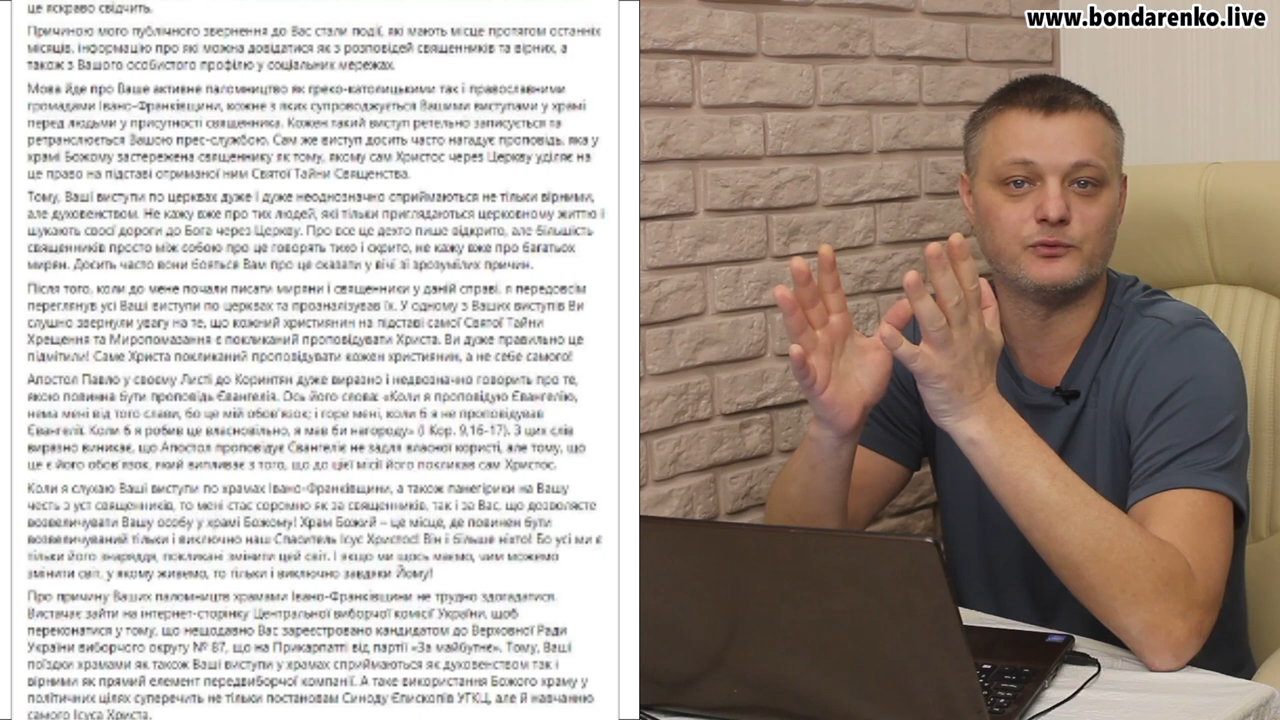 www.bondarenko.live
це яскраво свідчить.
Причиною мого публічного звернення до Вас стали події, які мають місце протягом останніх
місяців, інформацію про які можна довідатися як з розповідей священників та вірних, а
також з Вашого особистого профілю у соціальних мережах.
Мова йде про Ваше активне паломництво як греко-католицькими так і православними
громадами Івано-Франківщини, кожне з яких супроводжується Вашими виступами у храмі
перед людьми у присутності священника. Кожен такий виступ ретельно записується та
ретранслюється Вашою прес-службою. Сам же виступ досить часто нагадує проповідь, яка у
храмі Божому застережена священнику як тому, якому сам Христос через Церкву уділяє на
це право на підставі отриманої ним Святої Тайни Священства.
Тому, Ваші виступи по церквах дуже і дуже неоднозначно сприймаються не тільки вірними,
але духовенством. Не кажу вже про тих людей, які тільки приглядаються церковному життю і
шукають своєї дороги до Бога через Церкву. Про все це дехто пише відкрито, але більшість
священників просто між собою про це говорять тихо і скрито, не кажу вже про багатьох
мирян. Досить часто вони бояться Вам про це сказати у вічі зі зрозумілих причин.
Після того, коли до мене почали писати миряни і священники у даній справі, я передовсім
переглянув усі Ваші виступи по церквах та проаналізував їх. У одному з Ваших виступів Ви
слушно звернули увагу на те, що кожний християнин на підставі самої Святої Тайни
Хрещення та Миропомазання є покликаний проповідувати Христа. Ви дуже правильно це
підмітили! Саме Христа покликаний проповідувати кожен християнин, а не себе самого!
Апостол Павло у своєму Листі до Коринтян дуже виразно і недвозначно говорить про те,
якою повинна бути проповідь Євангелія. Ось його слова: «Коли я проповідую Євангелію,
нема мені від того слави, бо це мій обов'язок; і горе мені, коли б я не проповідував
Євангелії. Коли б я робив це власновільно, я мав би нагороду» (І Кор. 9,16-17). З цих слів
виразно виникає, що Апостол проповідує Євангеліє не задля власної користі, але тому, що
це є його обов'язок, який випливає з того, що до цієї місії його покликав сам Христос.
Коли я слухаю Ваші виступи по храмах Івано-Франківщини, а також панегірики на Вашу
честь з уст священників, то мені стає соромно як за священників, так і за Вас, що дозволяєте
возвеличувати Вашу особу у храмі Божому! Храм Божий – це місце, де повинен бути
возвеличуваний тільки і виключно наш Спаситель Ісус Христос! Він і більше ніхто! Бо усі ми є
тільки його знаряддя, покликані змінити цей світ. І якщо ми щось маємо, чим можемо
змінити світ, у якому живемо, то тільки і виключно завдяки Йому!
Про причину Ваших паломництв храмами Івано-Франківщини не трудно здогадатися.
Вистачає зайти на інтернет-сторінку Центральної виборчої комісії України, щоб
переконатися у тому, що нещодавно Вас зареєстровано кандидатом до Верховної Ради
України виборчого округу № 87, що на Прикарпатті від партії «За майбутнє». Тому, Ваші
поїздки храмами як також Ваші виступи у храмах сприймаються як духовенством так і
вірними як прямий елемент передвиборчої компанії. А таке використання Божого храму у
політичних цілях суперечить не тільки постановам Синоду Єпископів УГКЦ, але й навчанню
самого Ісуса Христа.